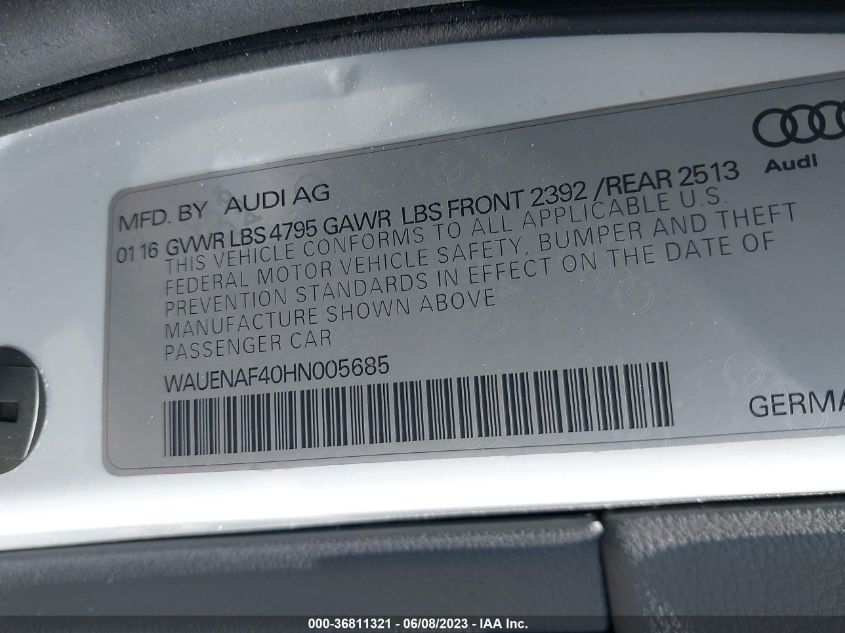 Audi
MFD. BY AUDI AG
01 16 GVWR LBS 4795 GAWR LBS FRONT 2392 /REAR 2513
THIS VEHICLE CONFORMS TO ALL APPLICABLE U.S.
FEDERAL MOTOR VEHICLE SAFETY, BUMPER AND THEFT
PREVENTION STANDARDS IN EFFECT ON THE DATE OF
MANUFACTURE SHOWN ABOVE
PASSENGER CAR
WAUENAF40HN005685
GERMA
000-36811321 - 06/08/2023 - IAA Inc.